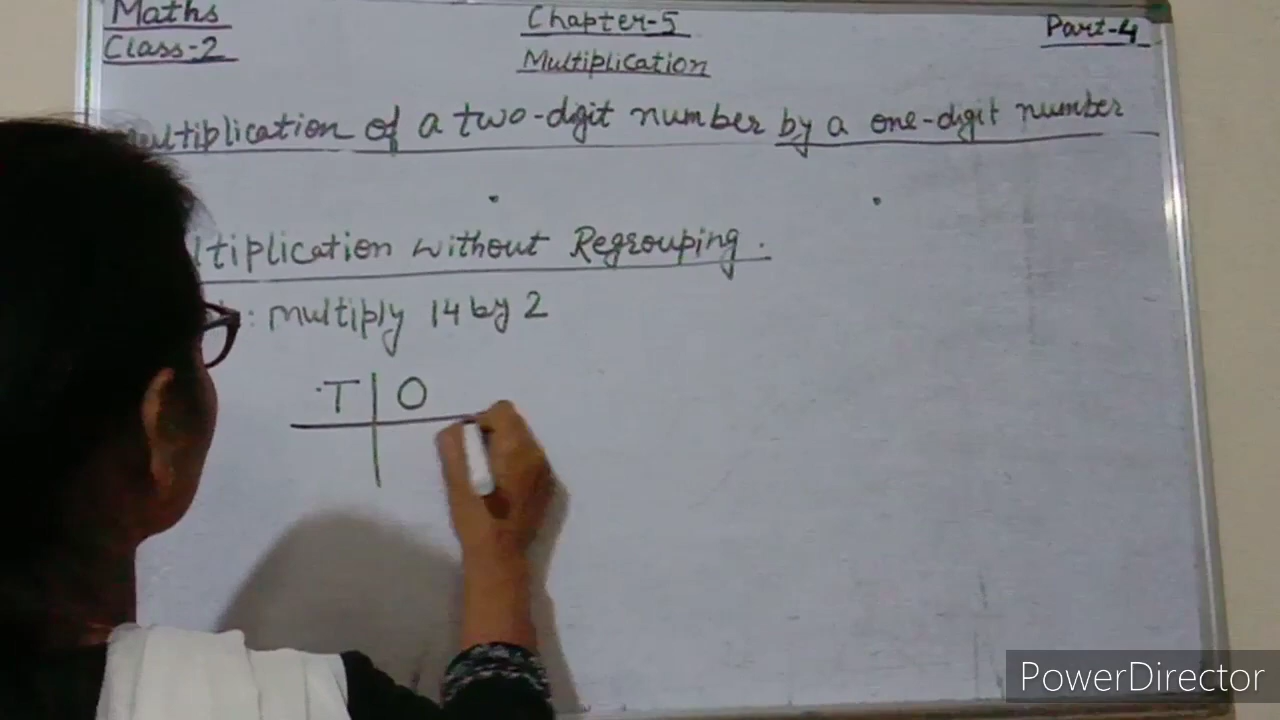 Maths Chapter-5 Part-4
Class-2 Multiplication
Multiplication of a two-digit number by a one-digit number
ltiplication without Regrouping.
: multiply 14 by 2
T O
PowerDirector